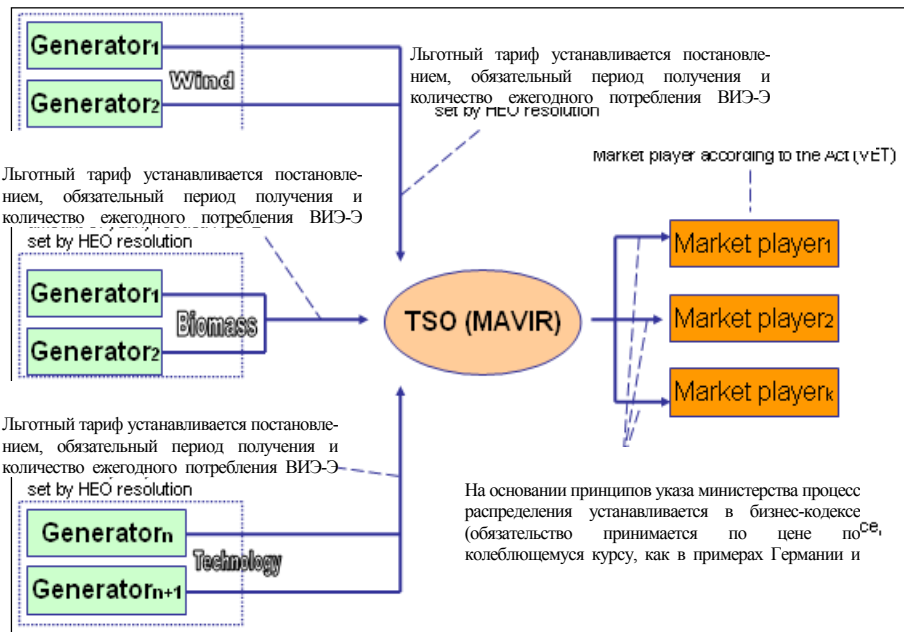 Generator1
Wind
Generator2
Льготный тариф устанавливается постановле-
нием, обязательный период получения и
количество ежегодного потребления ВИЭ-Э
set by HEO resolution
Market player according to the Act (VET)
Льготный тариф устанавливается постановле-
нием, обязательный период получения и
количество ежегодного потребления ВИЭ-Э
set by HEO resolution
Generator1
Biomass
Generator2
TSO (MAVIR)
Market player1
Market player2
Market playerk
Льготный тариф устанавливается постановле-
нием, обязательный период получения и
количество ежегодного потребления ВИЭ-Э
set by HEO resolution
Generatorn
Technology
Generatorn+1
На основании принципов указа министерства процесс
распределения устанавливается в бизнес-кодексе
(обязательство принимается по цене по ce,
колеблющемуся курсу, как в примерах Германии и